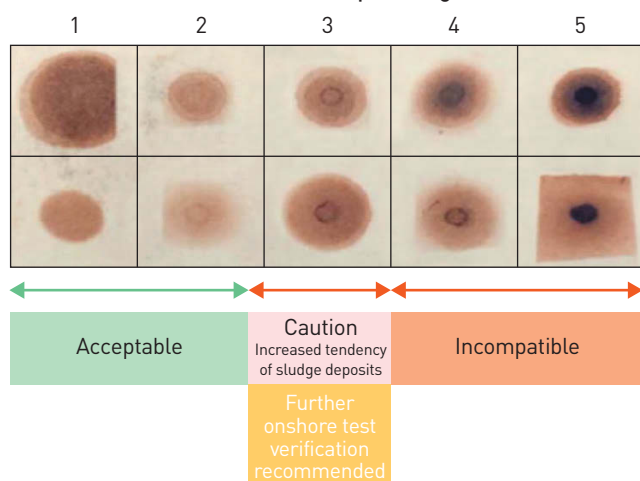 1 2 3 4 5
Acceptable
Caution
Increased tendency
of sludge deposits
Incompatible
Further
onshore test
verification
recommended